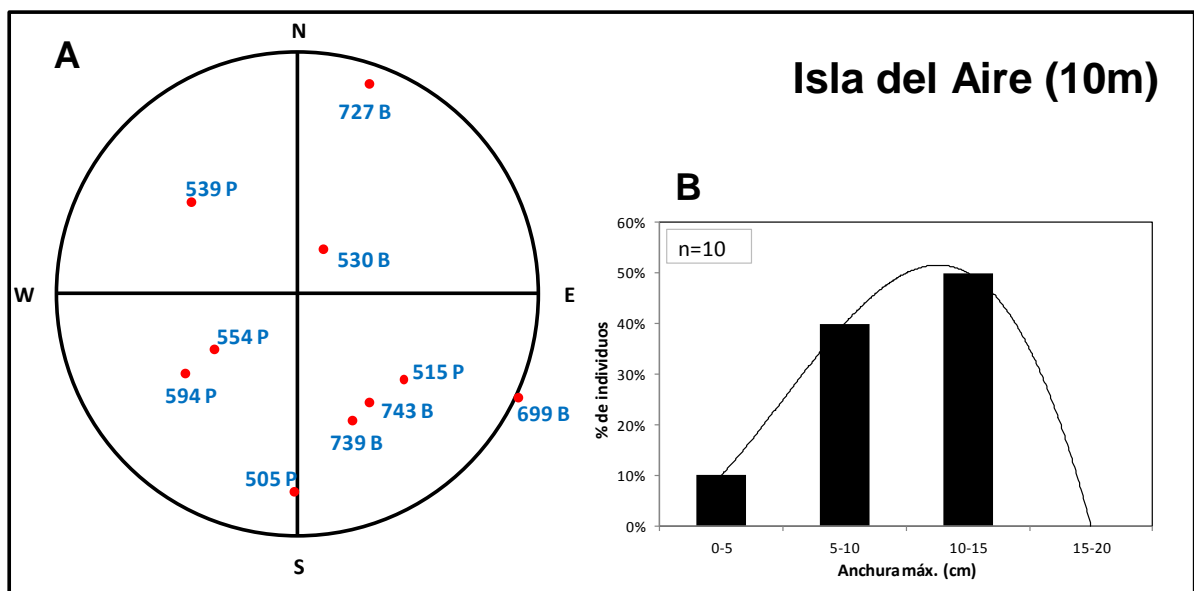 Isla del Aire (10m)
A
N
727 B
539 P
530 B
W
E
554 P
594 P
515 P
743 B
699 B
739 B
505 P
S
B
n=10
60%
50%
40%
30%
20%
10%
0%
% de individuos
0-5 5-10 10-15 15-20
Anchura máx. (cm)